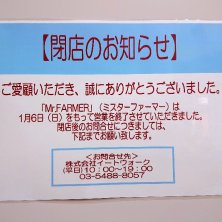 【閉店のお知らせ】
ご愛顧いただき、誠にありがとうございました。
「Mr.FARMER」（ミスターファーマー）は
1月6日（日）をもって営業を終了させていただきました。
閉店後のお問合せにつきましては、
下記までお願い致します。
＜お問合せ先＞
株式会社イートウォーク
（平日）10：00～19：00
03-5488-8057